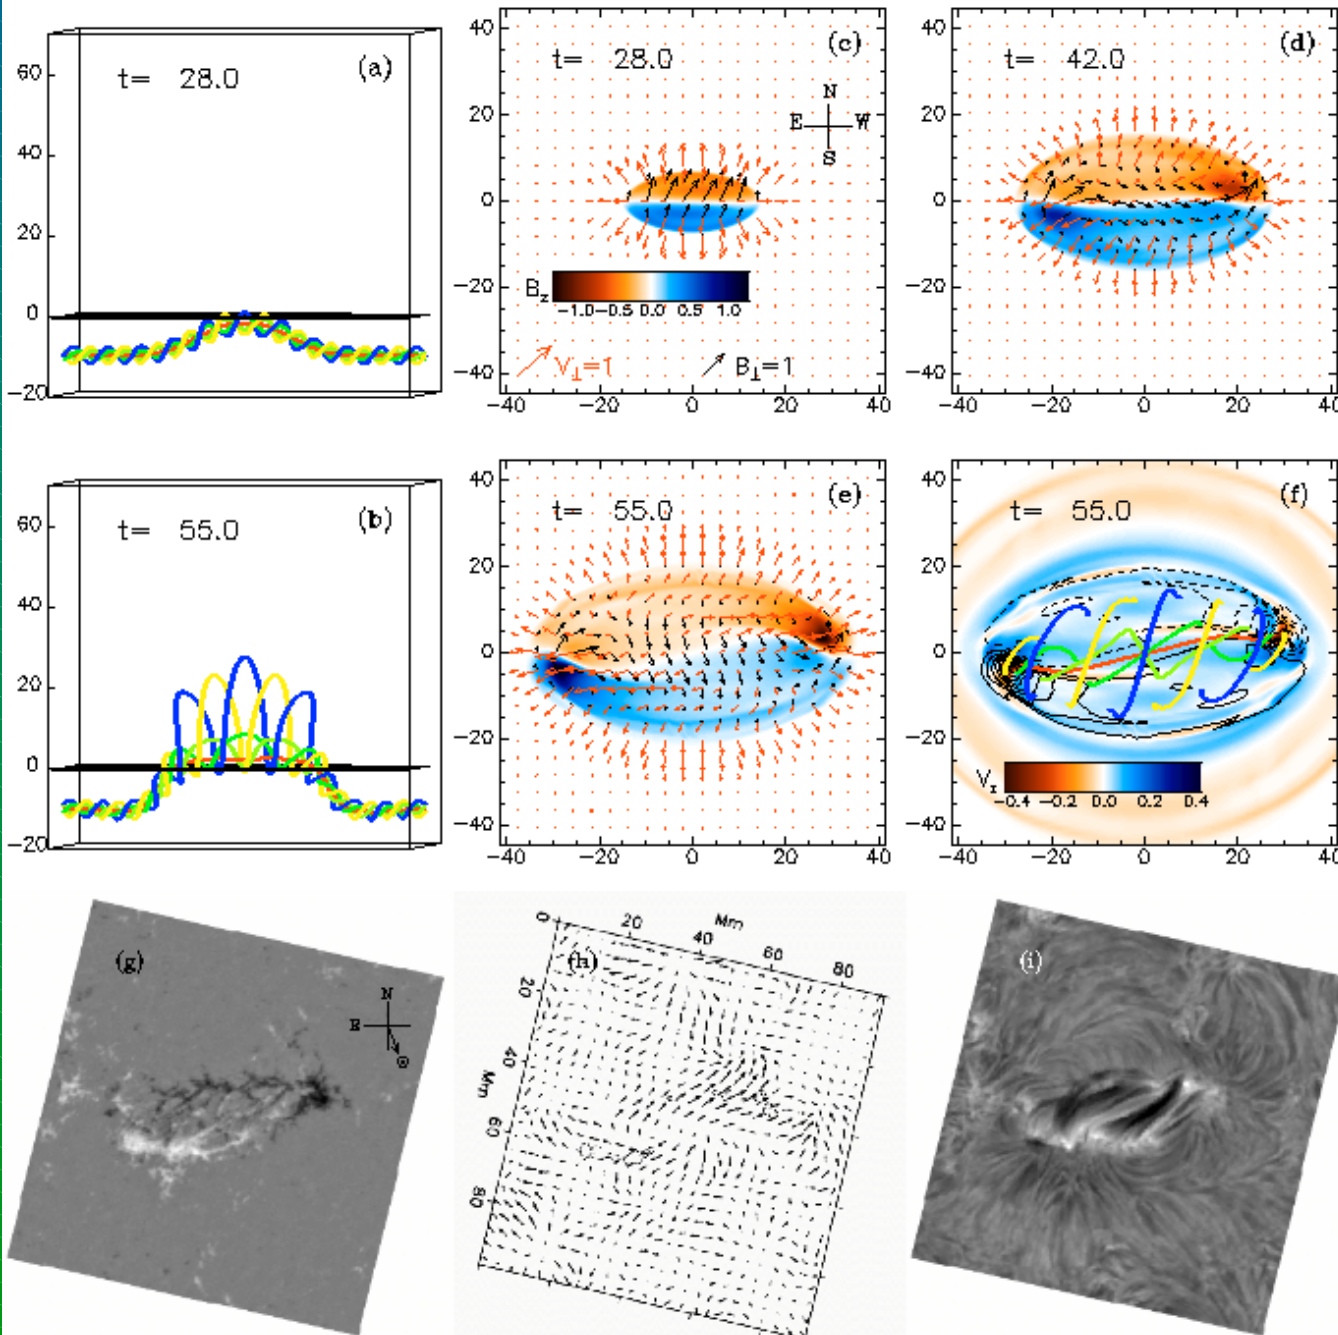 (a)
t= 28.0
60
40
20
0
−20
(c)
t= 28.0
N
E W
S
40
20
0
−20
−40
B_z
−1.0 −0.5 0.0 0.5 1.0
V⊥=1
B⊥=1
−40 −20 0 20 40
(d)
t= 42.0
40
20
0
−20
−40
−40 −20 0 20 40
(b)
t= 55.0
60
40
20
0
−20
(e)
t= 55.0
40
20
0
−20
−40
−40 −20 0 20 40
(f)
t= 55.0
40
20
0
−20
−40
V_z
−0.4 −0.2 0.0 0.2 0.4
−40 −20 0 20 40
(g)
N
E
(h)
Mm
0 20 40 60 80
Mm
20 40 60 80
(i)